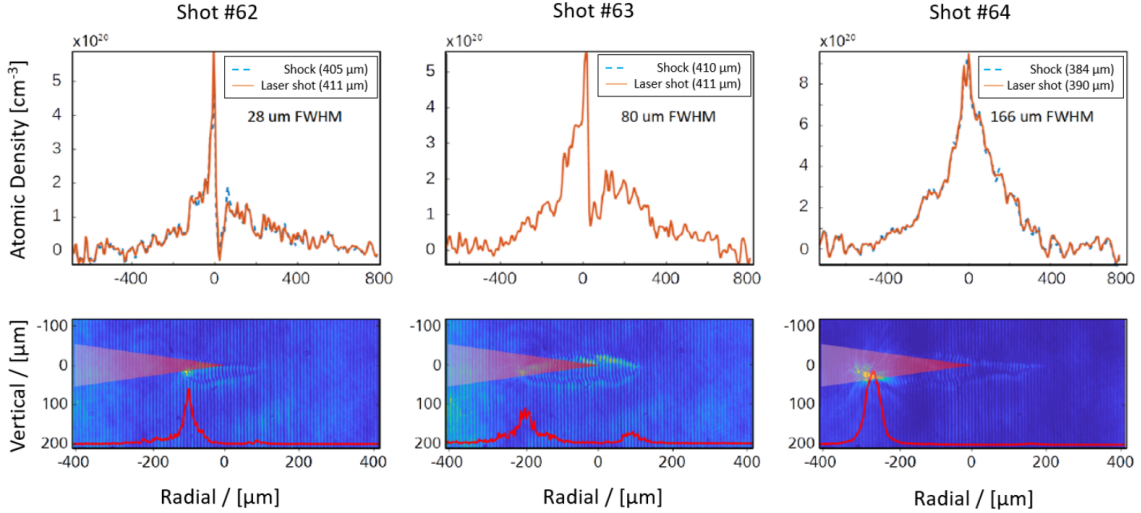 Shot #62
Shot #63
Shot #64
Atomic Density [cm⁻³]
x10²⁰
4
2
1
0
-400
0
400
800
Shock (405 µm)
Laser shot (411 µm)
28 um FWHM
x10²⁰
5
4
2
1
0
-400
0
400
800
Shock (410 µm)
Laser shot (411 µm)
80 um FWHM
x10²⁰
8
6
4
2
0
-400
0
400
800
Shock (384 µm)
Laser shot (390 µm)
166 um FWHM
Vertical / [µm]
-100
0
100
200
-400
-200
0
200
400
Radial / [µm]
-100
0
100
200
-400
-200
0
200
400
Radial / [µm]
-100
0
100
200
-400
-200
0
200
400
Radial / [µm]